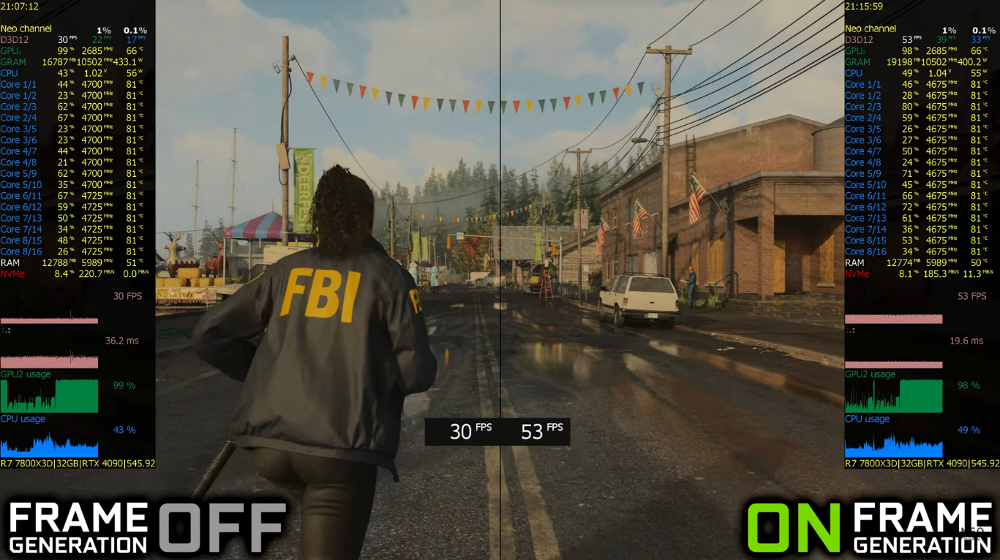 21:07:12
Neo channel 1% 0.1%
D3D12 30 FPS 22 FPS 17 FPS
GPU2 99 % 2685 MHz 66 °C
GRAM 16787 MB 10502 MHz 433.1 W
CPU 43 % 1.02 V 56 W
Core 1/1 44 % 4700 MHz 81 °C
Core 1/2 23 % 4700 MHz 81 °C
Core 2/3 62 % 4700 MHz 81 °C
Core 2/4 67 % 4700 MHz 81 °C
Core 3/5 23 % 4700 MHz 81 °C
Core 3/6 23 % 4700 MHz 81 °C
Core 4/7 44 % 4700 MHz 81 °C
Core 4/8 21 % 4700 MHz 81 °C
Core 5/9 62 % 4700 MHz 81 °C
Core 5/10 35 % 4700 MHz 81 °C
Core 6/11 67 % 4725 MHz 81 °C
Core 6/12 59 % 4725 MHz 81 °C
Core 7/13 50 % 4725 MHz 81 °C
Core 7/14 34 % 4725 MHz 81 °C
Core 8/15 48 % 4725 MHz 81 °C
Core 8/16 26 % 4725 MHz 81 °C
RAM 12788 MB 5989 MHz 51 °C
NVMe 8.4 % 220.7 MB/s 0.0 MB/s
30 FPS
36.2 ms
GPU2 usage
99 %
CPU usage
43 %
R7 7800X3D|32GB|RTX 4090|545.92
FRAME
GENERATION OFF
DEERFEST
FBI
30 FPS 53 FPS
21:15:59
Neo channel 1% 0.1%
D3D12 53 FPS 39 FPS 33 FPS
GPU2 98 % 2685 MHz 66 °C
GRAM 19198 MB 10502 MHz 400.2 W
CPU 49 % 1.04 V 55 W
Core 1/1 46 % 4675 MHz 81 °C
Core 1/2 28 % 4675 MHz 81 °C
Core 2/3 80 % 4675 MHz 81 °C
Core 2/4 59 % 4675 MHz 81 °C
Core 3/5 26 % 4675 MHz 81 °C
Core 3/6 27 % 4675 MHz 81 °C
Core 4/7 50 % 4675 MHz 81 °C
Core 4/8 24 % 4675 MHz 81 °C
Core 5/9 71 % 4675 MHz 81 °C
Core 5/10 45 % 4675 MHz 81 °C
Core 6/11 66 % 4675 MHz 81 °C
Core 6/12 72 % 4675 MHz 81 °C
Core 7/13 61 % 4675 MHz 81 °C
Core 7/14 36 % 4675 MHz 81 °C
Core 8/15 53 % 4675 MHz 81 °C
Core 8/16 34 % 4675 MHz 81 °C
RAM 12774 MB 5989 MHz 50 °C
NVMe 8.1 % 185.3 MB/s 11.3 MB/s
53 FPS
19.6 ms
GPU2 usage
98 %
CPU usage
49 %
R7 7800X3D|32GB|RTX 4090|545.92
ON FRAME
GENERATION